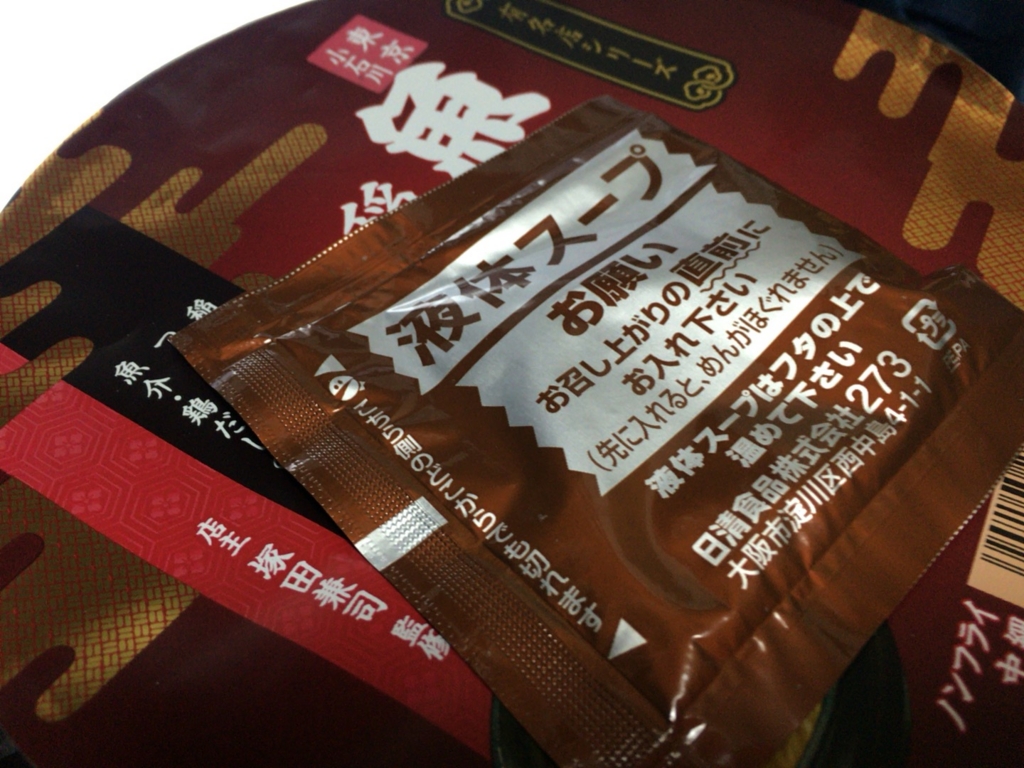 有名店シリーズ
東京
小石川
魚
液体スープ
お願い
お召し上がりの直前に
お入れ下さい
(先に入れると、めんがほぐれません)
液体スープはフタの上で
温めて下さい
日清食品株式会社 273
大阪市淀川区西中島4-1-1
プラ
こちら側のどこからでも切れます
魚介・鶏だし
店主 塚田兼司 監修
ノンフライ
中細